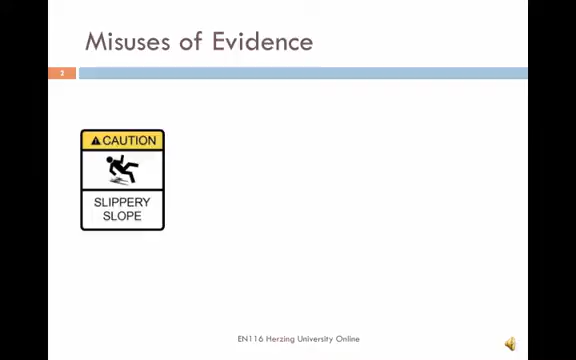 Misuses of Evidence
2
CAUTION
SLIPPERY
SLOPE
EN116 Herzing University Online